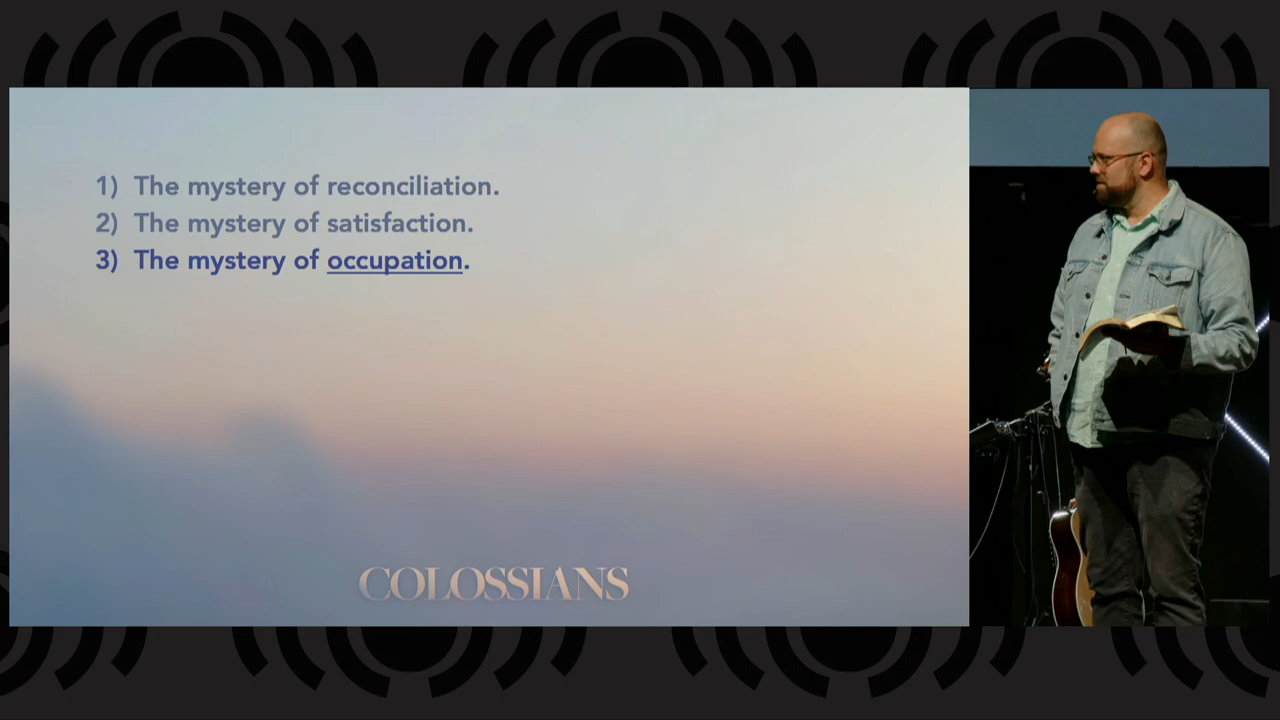 1) The mystery of reconciliation.
2) The mystery of satisfaction.
3) The mystery of occupation.
COLOSSIANS